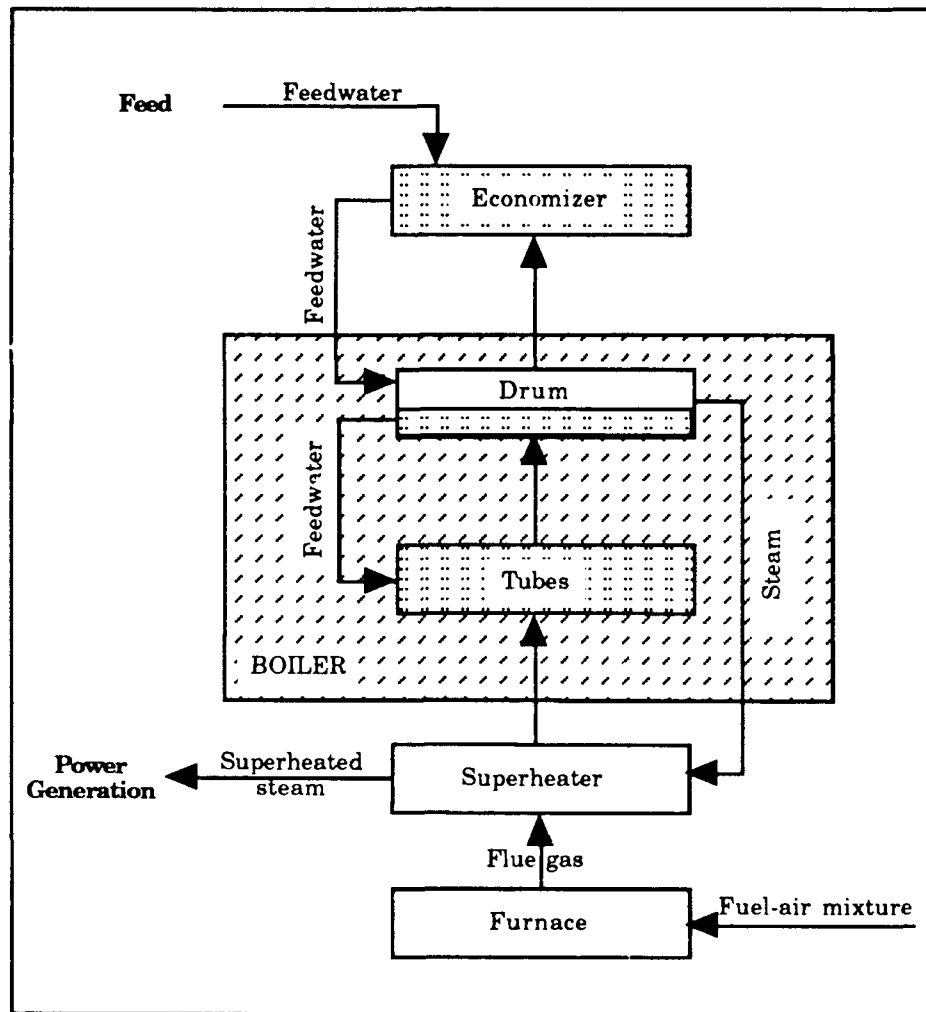 Feedwater
Feed
Economizer
Feedwater
Drum
Feedwater
Tubes
Steam
BOILER
Power
Generation
Superheated
steam
Superheater
Flue gas
Furnace
Fuel-air mixture